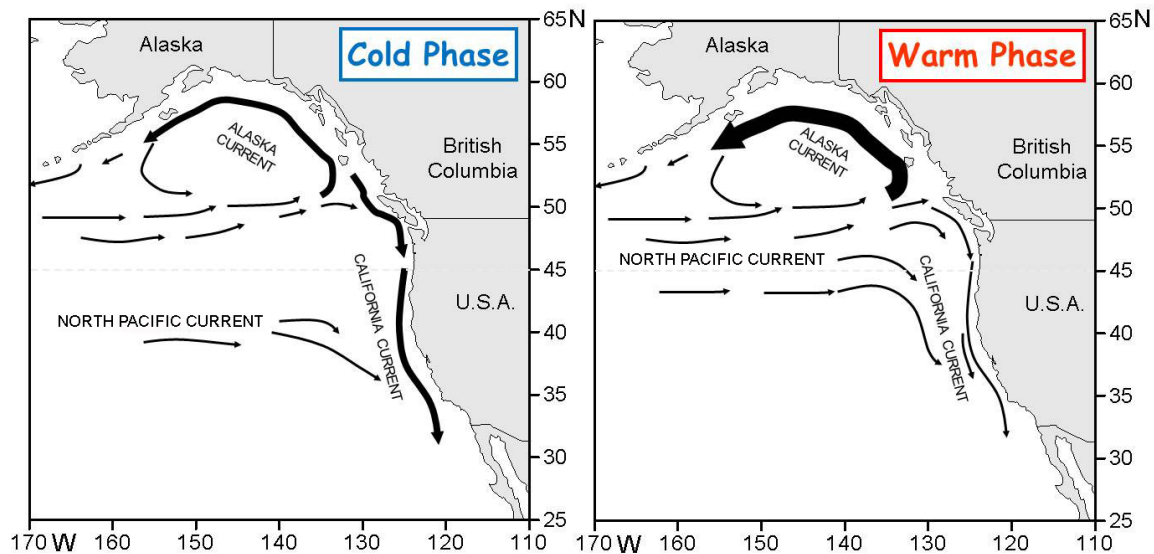 Alaska
Cold Phase
ALASKA
CURRENT
British
Columbia
NORTH PACIFIC CURRENT
CALIFORNIA CURRENT
U.S.A.
65 N
60
55
50
45
40
35
30
25
170 W 160 150 140 130 120 110
Alaska
Warm Phase
ALASKA
CURRENT
British
Columbia
NORTH PACIFIC CURRENT
CALIFORNIA CURRENT
U.S.A.
65 N
60
55
50
45
40
35
30
25
170 W 160 150 140 130 120 110